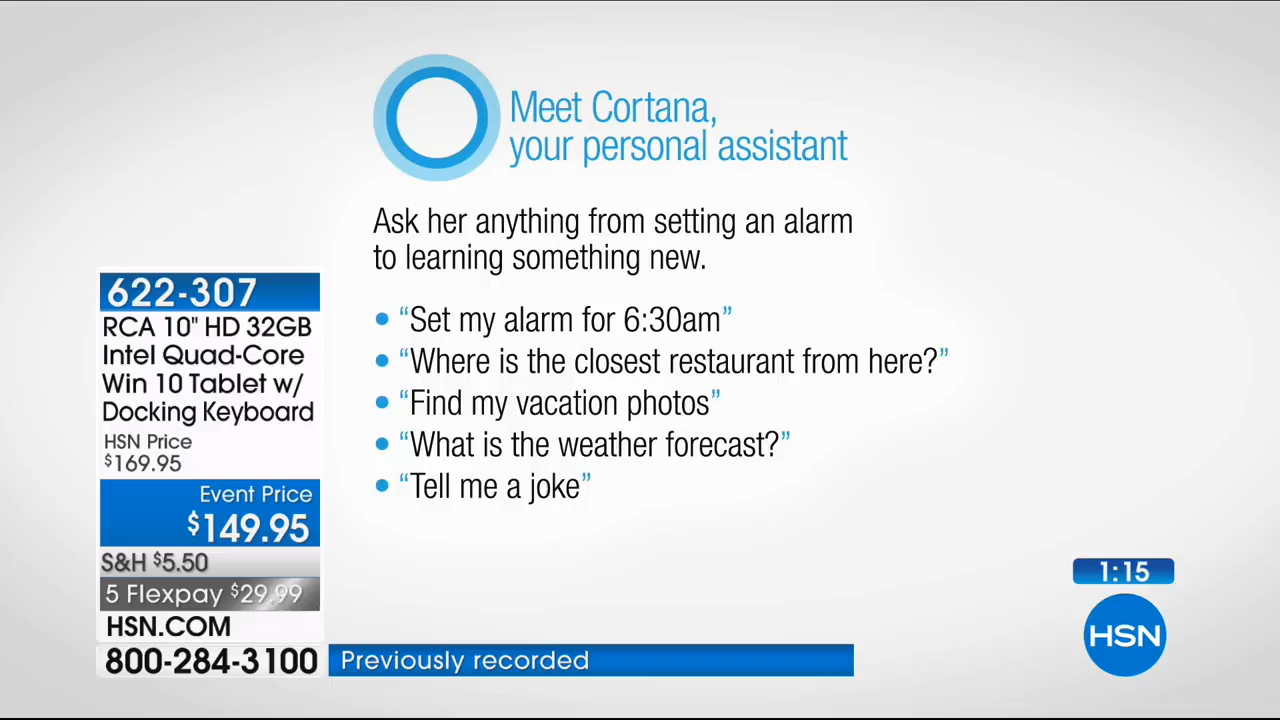 Meet Cortana,
your personal assistant
Ask her anything from setting an alarm
to learning something new.
• “Set my alarm for 6:30am”
• “Where is the closest restaurant from here?”
• “Find my vacation photos”
• “What is the weather forecast?”
• “Tell me a joke”
622-307
RCA 10" HD 32GB
Intel Quad-Core
Win 10 Tablet w/
Docking Keyboard
HSN Price
$169.95
Event Price
$149.95
S&H $5.50
5 Flexpay $29.99
HSN.COM
800-284-3100
Previously recorded
1:15
HSN